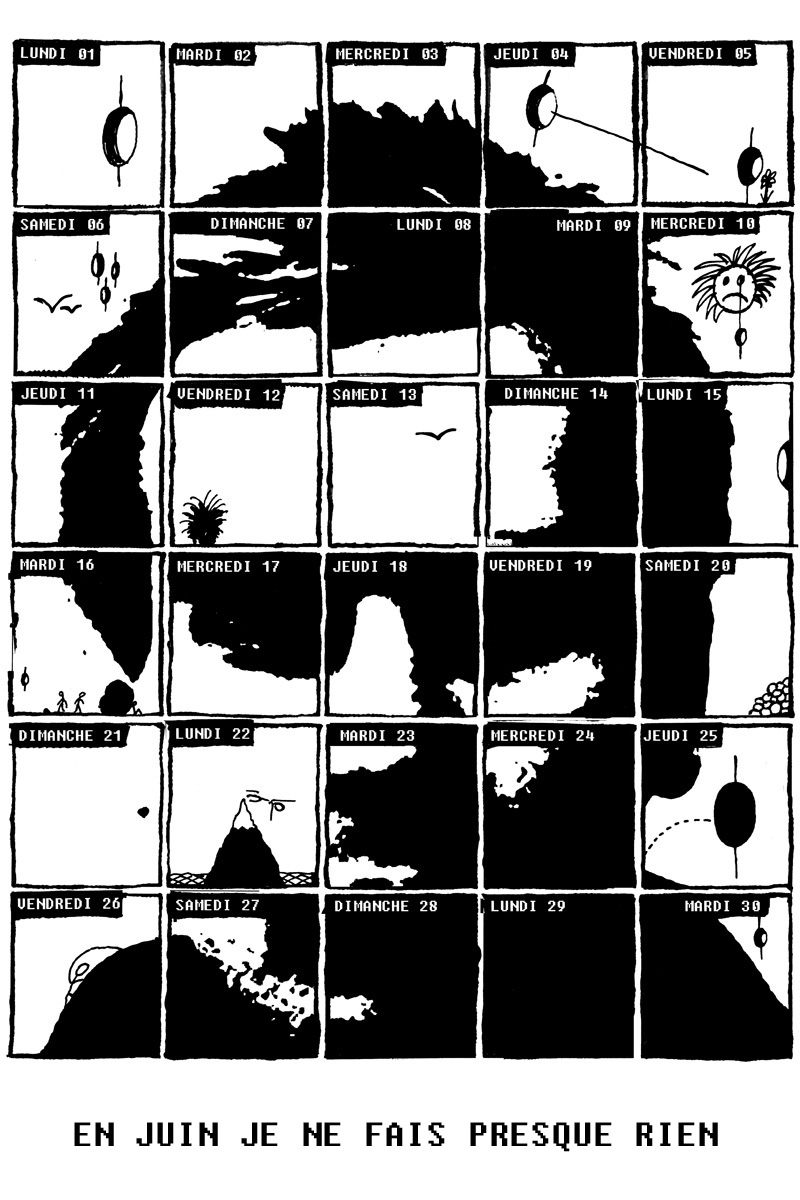 LUNDI 01
MARDI 02
MERCREDI 03
JEUDI 04
VENDREDI 05
SAMEDI 06
DIMANCHE 07
LUNDI 08
MARDI 09
MERCREDI 10
JEUDI 11
VENDREDI 12
SAMEDI 13
DIMANCHE 14
LUNDI 15
MARDI 16
MERCREDI 17
JEUDI 18
VENDREDI 19
SAMEDI 20
DIMANCHE 21
LUNDI 22
MARDI 23
MERCREDI 24
JEUDI 25
VENDREDI 26
SAMEDI 27
DIMANCHE 28
LUNDI 29
MARDI 30
EN JUIN JE NE FAIS PRESQUE RIEN